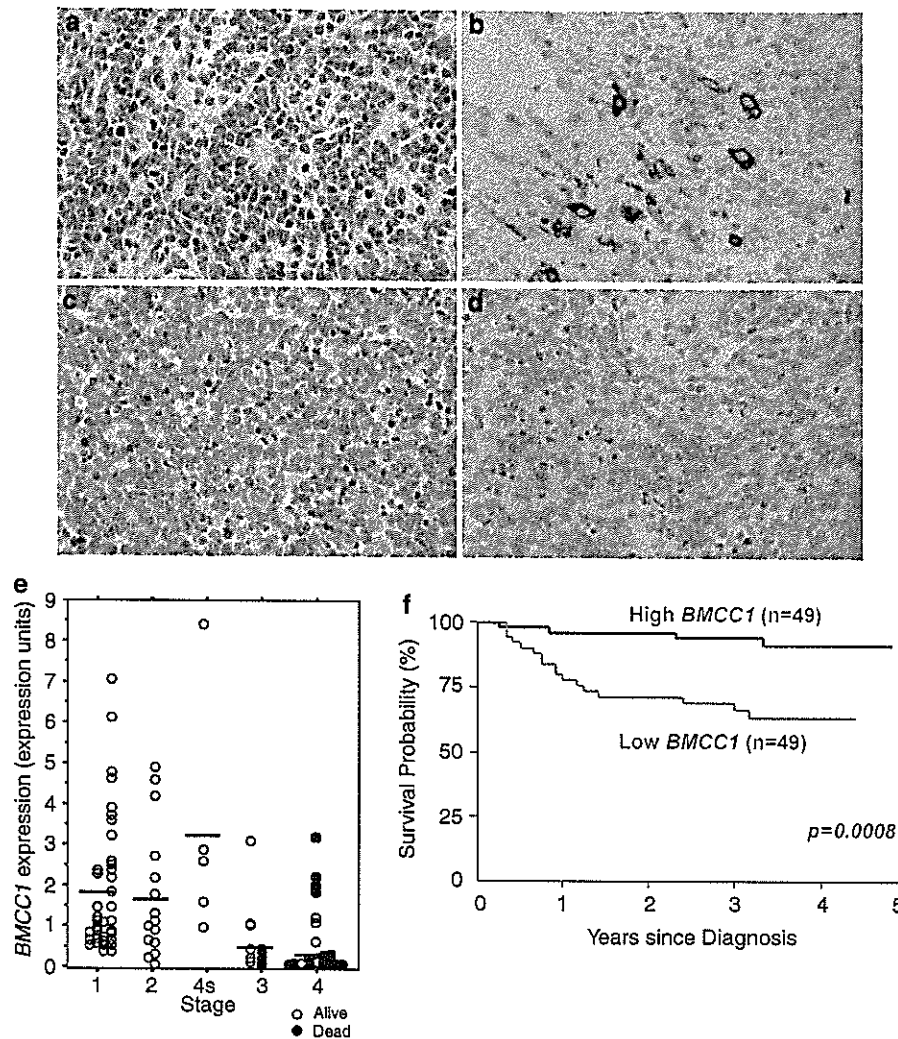 a
b
c
d
e
BMCC1 expression (expression units)
9
8
7
6
5
4
3
2
1
0
1 2 4s 3 4
Stage
Alive
Dead
f
Survival Probability (%)
100
75
50
25
0
High BMCC1 (n=49)
Low BMCC1 (n=49)
p=0.0008
0 1 2 3 4 5
Years since Diagnosis